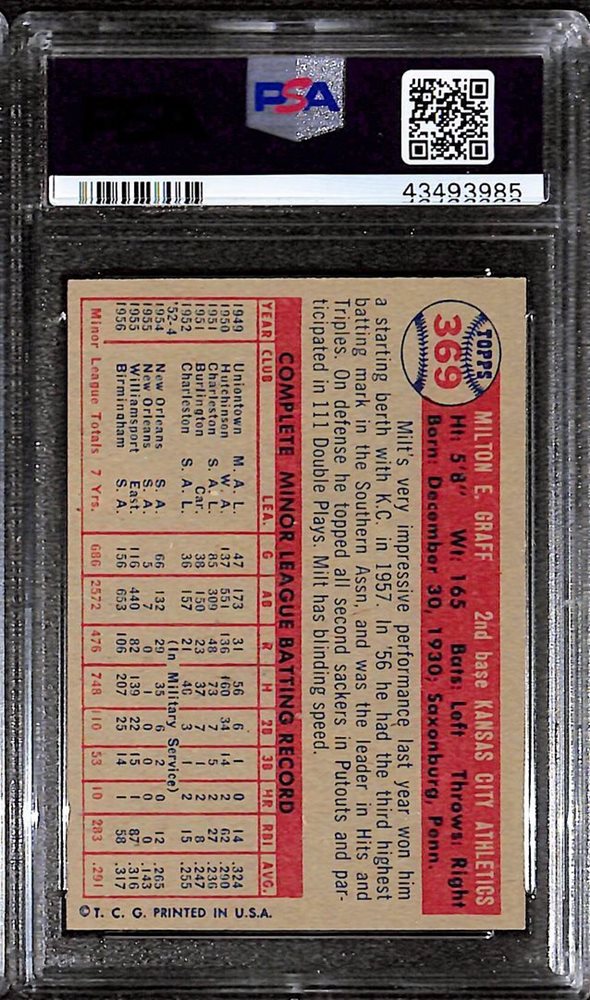 PSA
43493985
TOPPS
369
MILTON E. GRAFF 2nd base KANSAS CITY ATHLETICS
Ht: 5'8" Wt: 165 Bats: Left Throws: Right
Born: December 30, 1930, Saxonburg, Penn.
Milt's very impressive performance last year won him
a starting berth with K.C. in 1957. In '56 he had the third highest
batting mark in the Southern Assn, and was the leader in Hits and
Triples. On defense he topped all second sackers in Putouts and par-
ticipated in 111 Double Plays. Milt has blinding speed.
COMPLETE MINOR LEAGUE BATTING RECORD
YEAR CLUB LEA. G AB R H 2B 3B HR RBI AVG.
1949 Uniontown M. A. L. 47 173 31 56 6 1 0 14 .324
1950 Hutchinson W. A. 137 551 136 160 34 14 2 62 .290
1951 Charleston S. A. L. 85 309 48 73 7 5 2 27 .236
1951 Burlington Car. 38 150 23 37 7 1 2 8 .247
1952 Charleston S. A. L. 36 157 21 40 3 1 2 15 .255
'52-4 (In Military Service)
1954 New Orleans S. A. 66 132 29 35 6 2 0 12 .265
1955 New Orleans S. A. 5 7 0 1 0 0 0 0 .143
1955 Williamsport East. 116 440 82 139 22 15 1 87 .316
1956 Birmingham S. A. 156 653 106 207 25 14 1 58 .317
Minor League Totals 7 Yrs. 686 2572 476 748 110 53 10 283 .291
© T. C. G. PRINTED IN U.S.A.